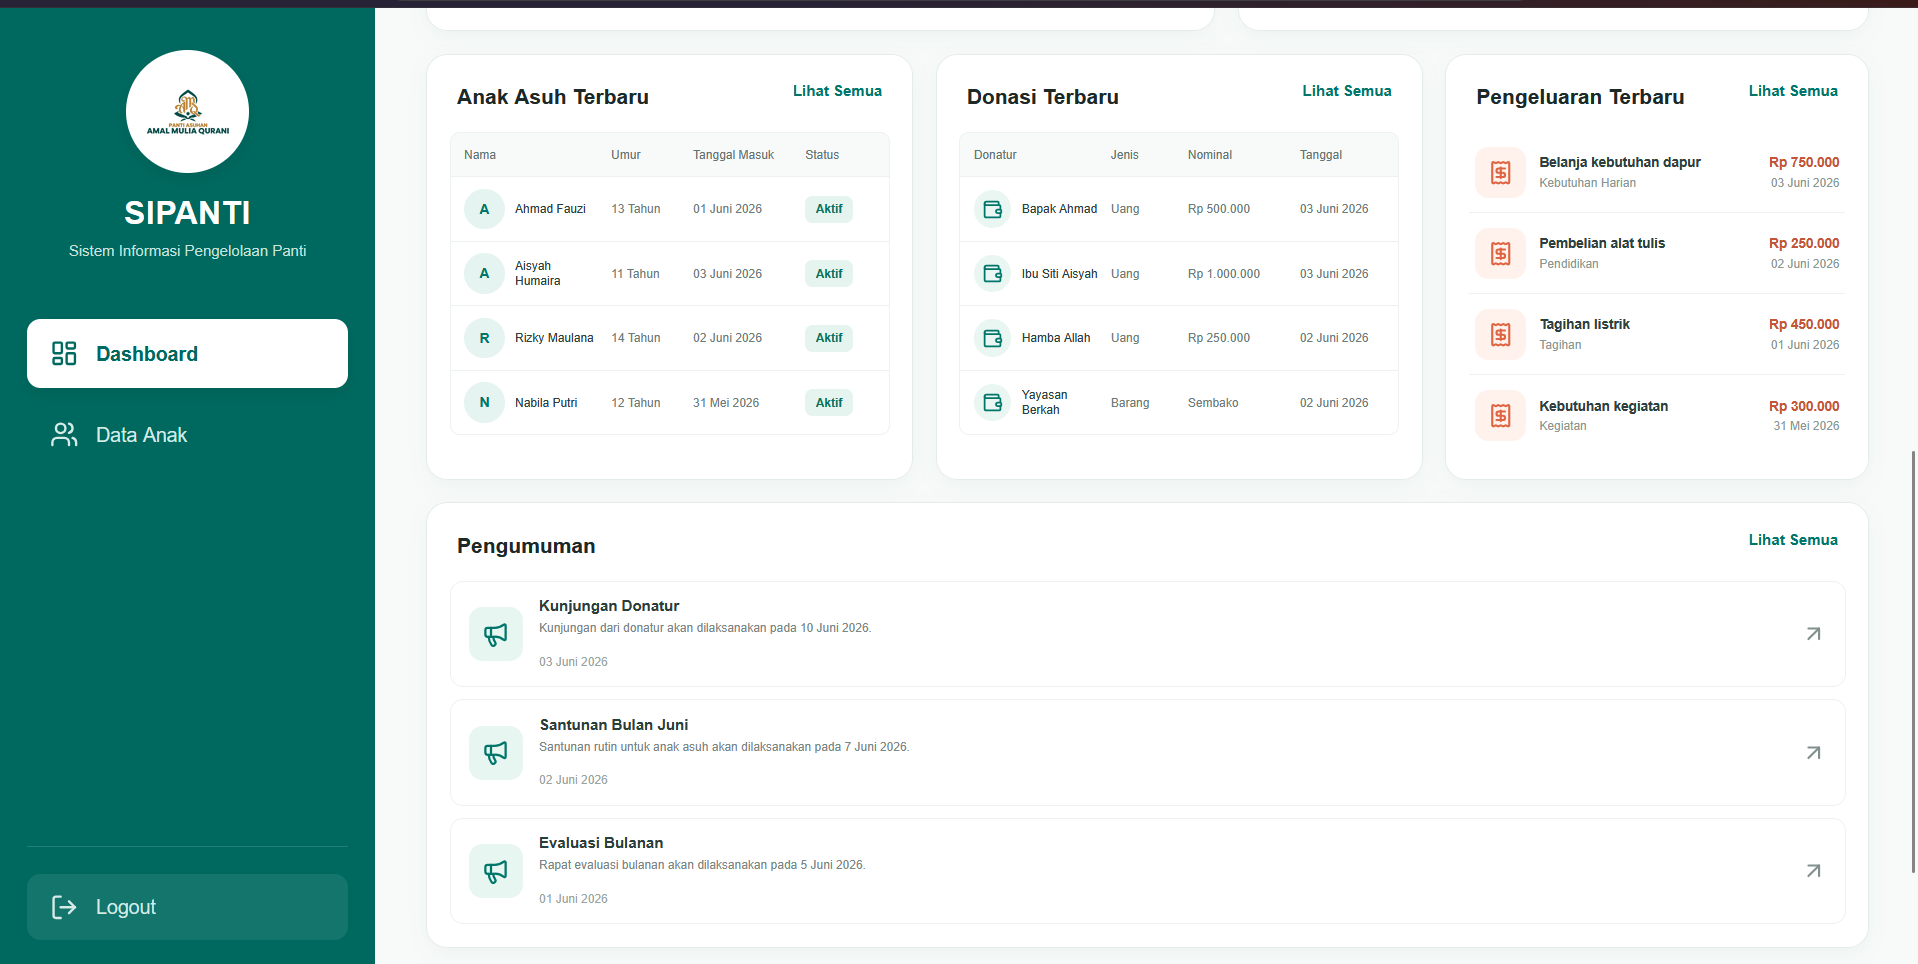 PANTI ASUHAN
AMAL MULIA QURANI
SIPANTI
Sistem Informasi Pengelolaan Panti
Dashboard
Data Anak
Logout
Anak Asuh Terbaru
Lihat Semua
Nama Umur Tanggal Masuk Status
A Ahmad Fauzi 13 Tahun 01 Juni 2026 Aktif
A Aisyah
Humaira 11 Tahun 03 Juni 2026 Aktif
R Rizky Maulana 14 Tahun 02 Juni 2026 Aktif
N Nabila Putri 12 Tahun 31 Mei 2026 Aktif
Donasi Terbaru
Lihat Semua
Donatur Jenis Nominal Tanggal
Bapak Ahmad Uang Rp 500.000 03 Juni 2026
Ibu Siti Aisyah Uang Rp 1.000.000 03 Juni 2026
Hamba Allah Uang Rp 250.000 02 Juni 2026
Yayasan
Berkah Barang Sembako 02 Juni 2026
Pengeluaran Terbaru
Lihat Semua
Belanja kebutuhan dapur Rp 750.000
Kebutuhan Harian 03 Juni 2026
Pembelian alat tulis Rp 250.000
Pendidikan 02 Juni 2026
Tagihan listrik Rp 450.000
Tagihan 01 Juni 2026
Kebutuhan kegiatan Rp 300.000
Kegiatan 31 Mei 2026
Pengumuman
Lihat Semua
Kunjungan Donatur
Kunjungan dari donatur akan dilaksanakan pada 10 Juni 2026.
03 Juni 2026
Santunan Bulan Juni
Santunan rutin untuk anak asuh akan dilaksanakan pada 7 Juni 2026.
02 Juni 2026
Evaluasi Bulanan
Rapat evaluasi bulanan akan dilaksanakan pada 5 Juni 2026.
01 Juni 2026